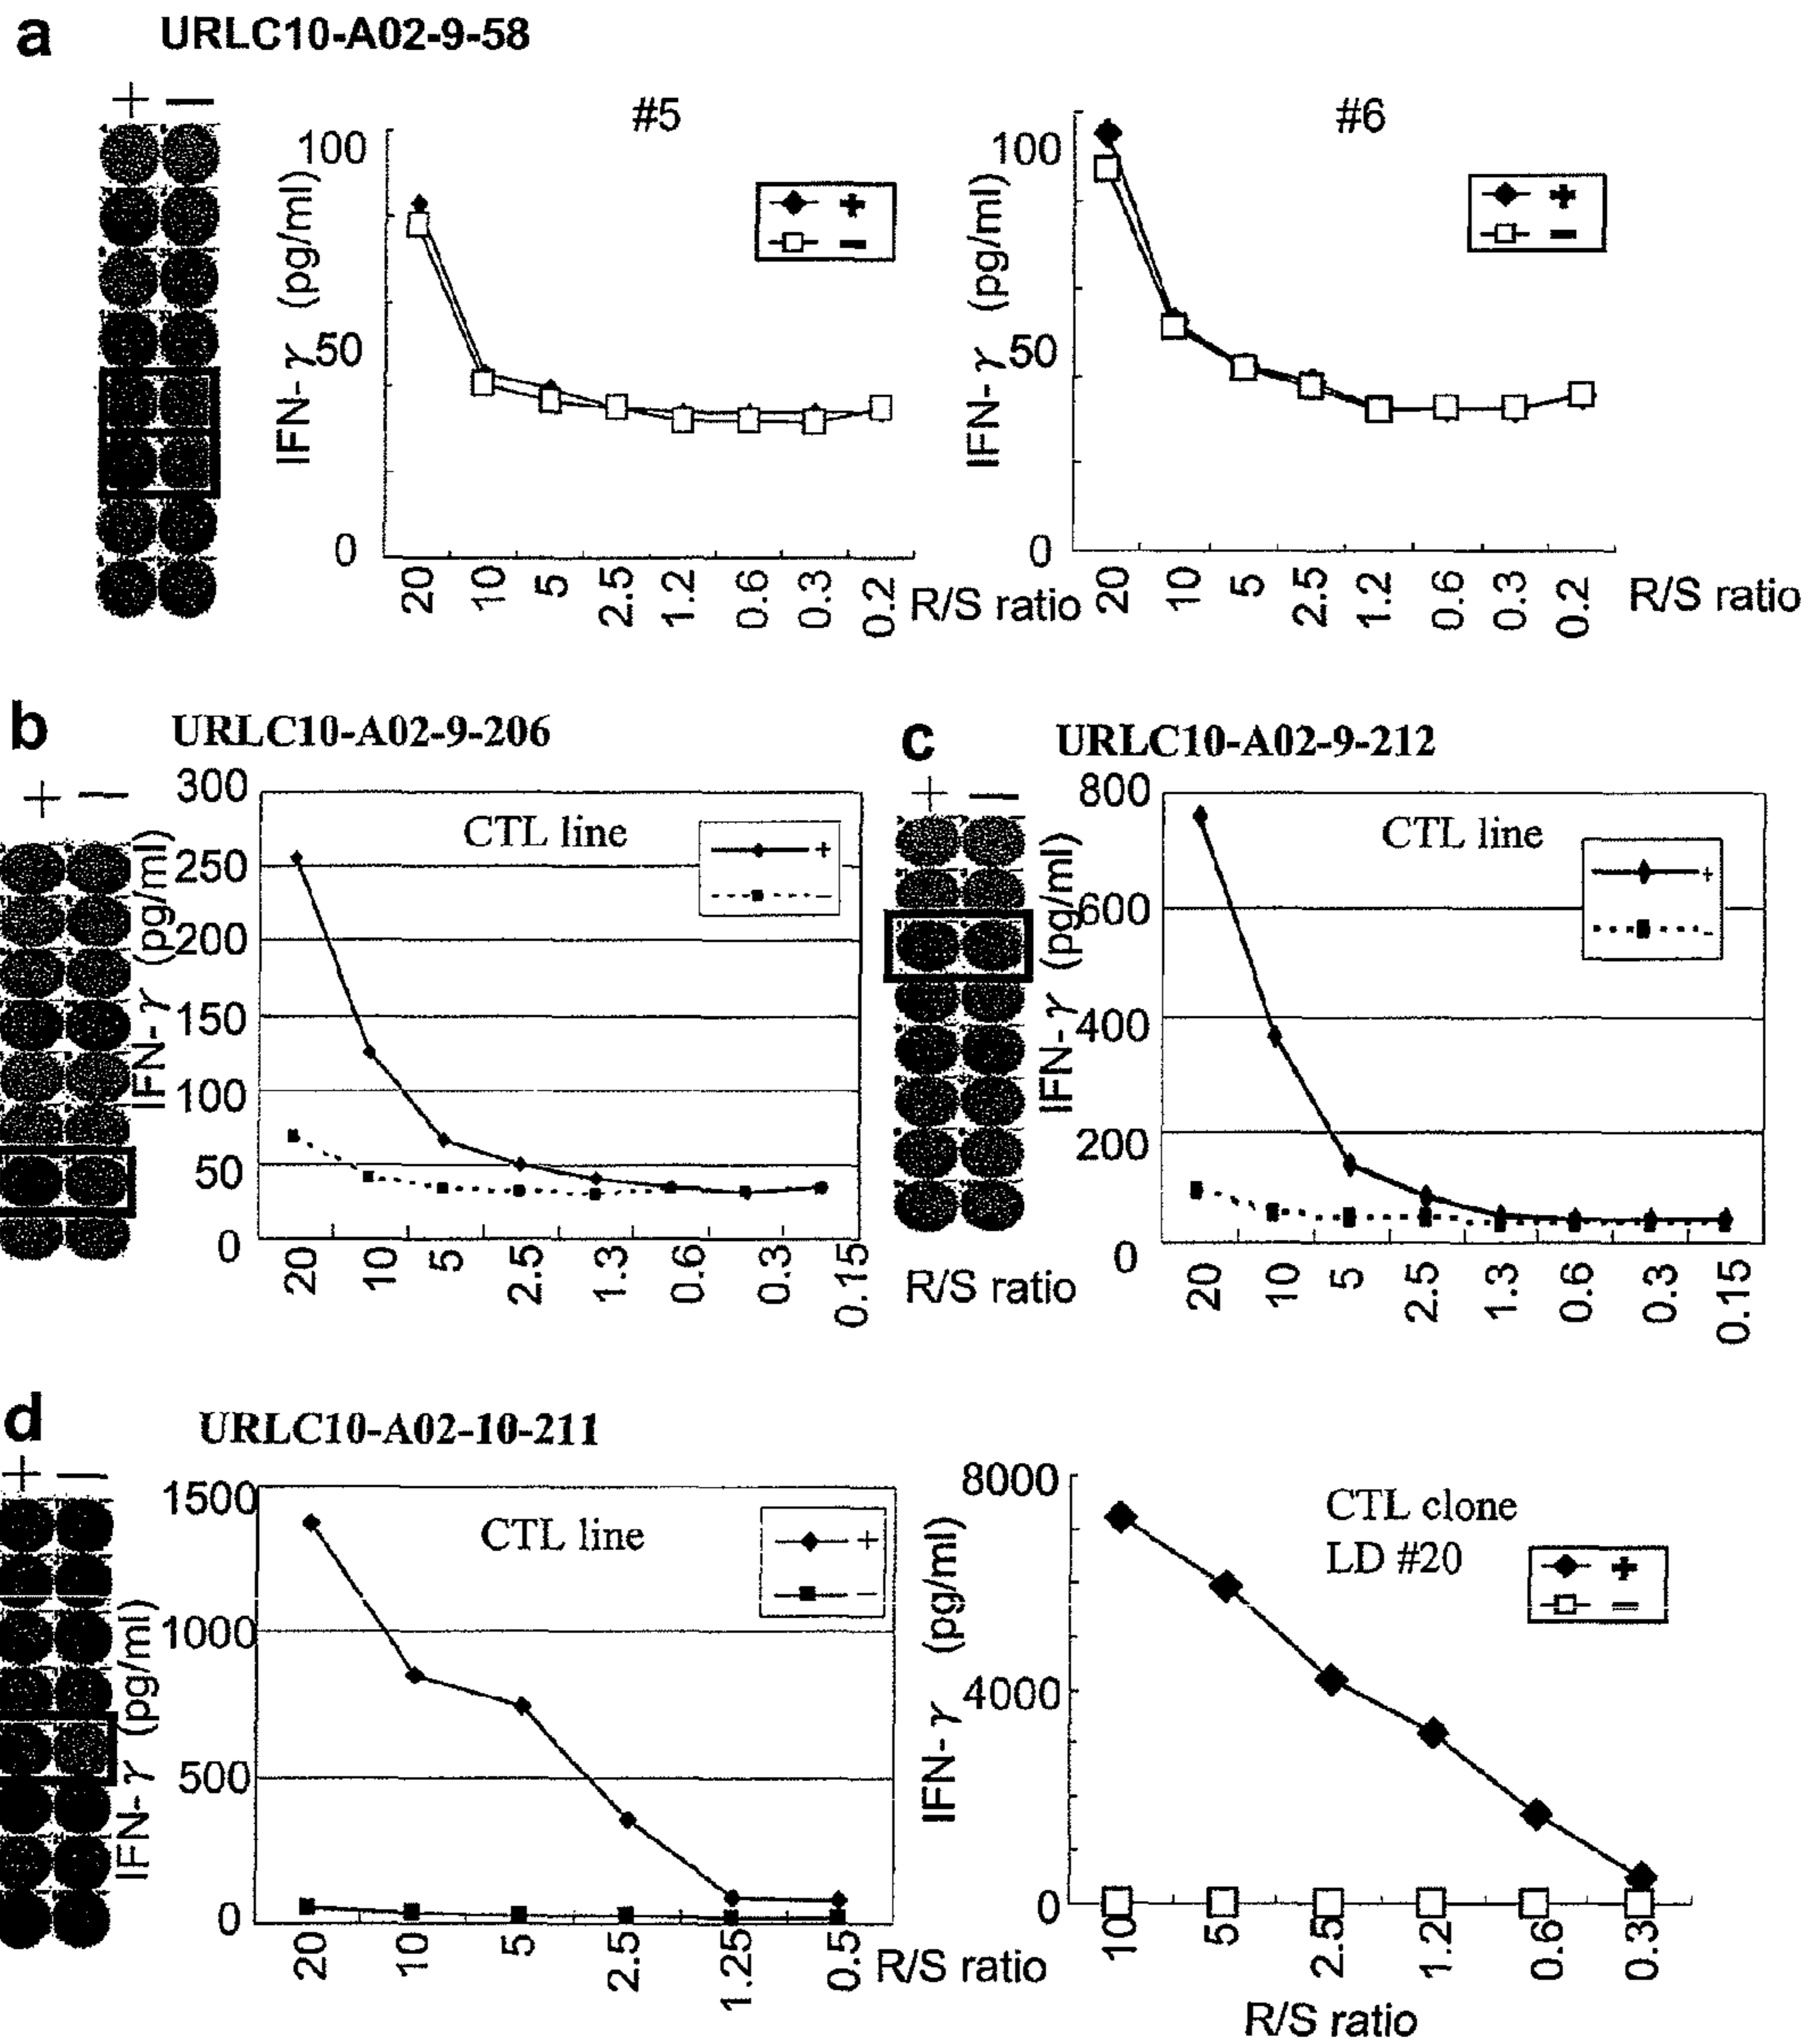 a URLC10-A02-9-58
+ −
#5
100
50
0
IFN-γ (pg/ml)
+
−
20 10 5 2.5 1.2 0.6 0.3 0.2
R/S ratio
#6
100
50
0
IFN-γ (pg/ml)
+
−
20 10 5 2.5 1.2 0.6 0.3 0.2
R/S ratio
b URLC10-A02-9-206
+ −
CTL line
300
250
200
150
100
50
0
IFN-γ (pg/ml)
+
−
20 10 5 2.5 1.3 0.6 0.3 0.15
R/S ratio
c URLC10-A02-9-212
+ −
CTL line
800
600
400
200
0
IFN-γ (pg/ml)
+
-
20 10 5 2.5 1.3 0.6 0.3 0.15
d URLC10-A02-10-211
+ −
CTL line
1500
1000
500
0
IFN-γ (pg/ml)
+
−
20 10 5 2.5 1.25 0.5
R/S ratio
CTL clone
LD #20
8000
4000
0
IFN-γ (pg/ml)
+
−
10 5 2.5 1.2 0.6 0.3
R/S ratio